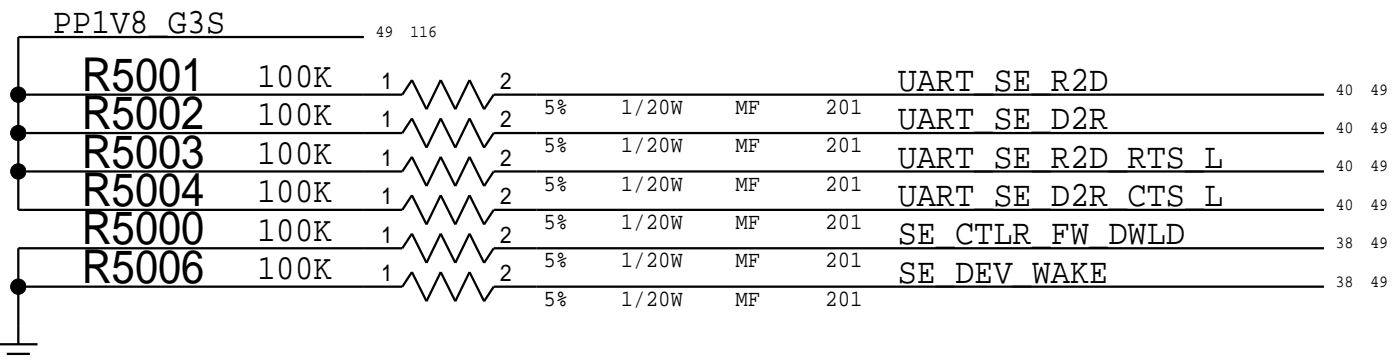 PP1V8_G3S 49 116
R5001 100K 1 2 UART_SE_R2D 40 49
5% 1/20W MF 201
R5002 100K 1 2 UART_SE_D2R 40 49
5% 1/20W MF 201
R5003 100K 1 2 UART_SE_R2D_RTS_L 40 49
5% 1/20W MF 201
R5004 100K 1 2 UART_SE_D2R_CTS_L 40 49
5% 1/20W MF 201
R5000 100K 1 2 SE_CTLR_FW_DWLD 38 49
5% 1/20W MF 201
R5006 100K 1 2 SE_DEV_WAKE 38 49
5% 1/20W MF 201